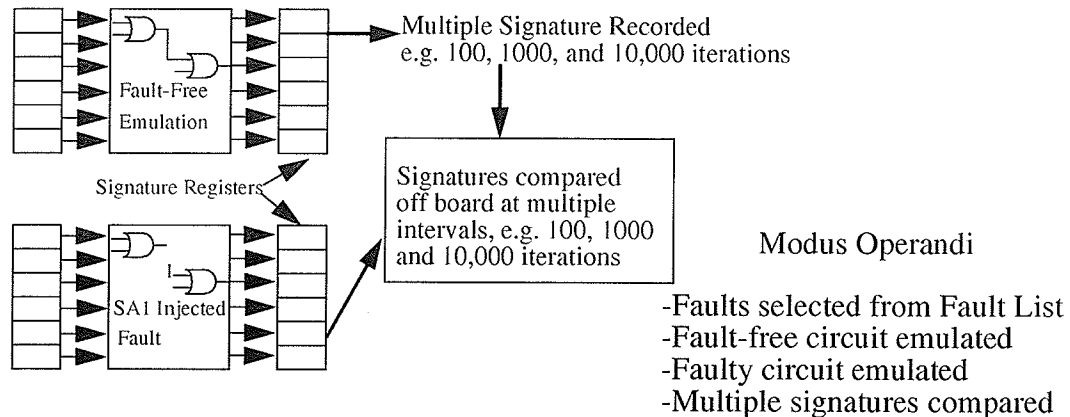 Multiple Signature Recorded
e.g. 100, 1000, and 10,000 iterations
Fault-Free
Emulation
Signature Registers
Signatures compared
off board at multiple
intervals, e.g. 100, 1000
and 10,000 iterations
1
SA1 Injected
Fault
Modus Operandi
-Faults selected from Fault List
-Fault-free circuit emulated
-Faulty circuit emulated
-Multiple signatures compared